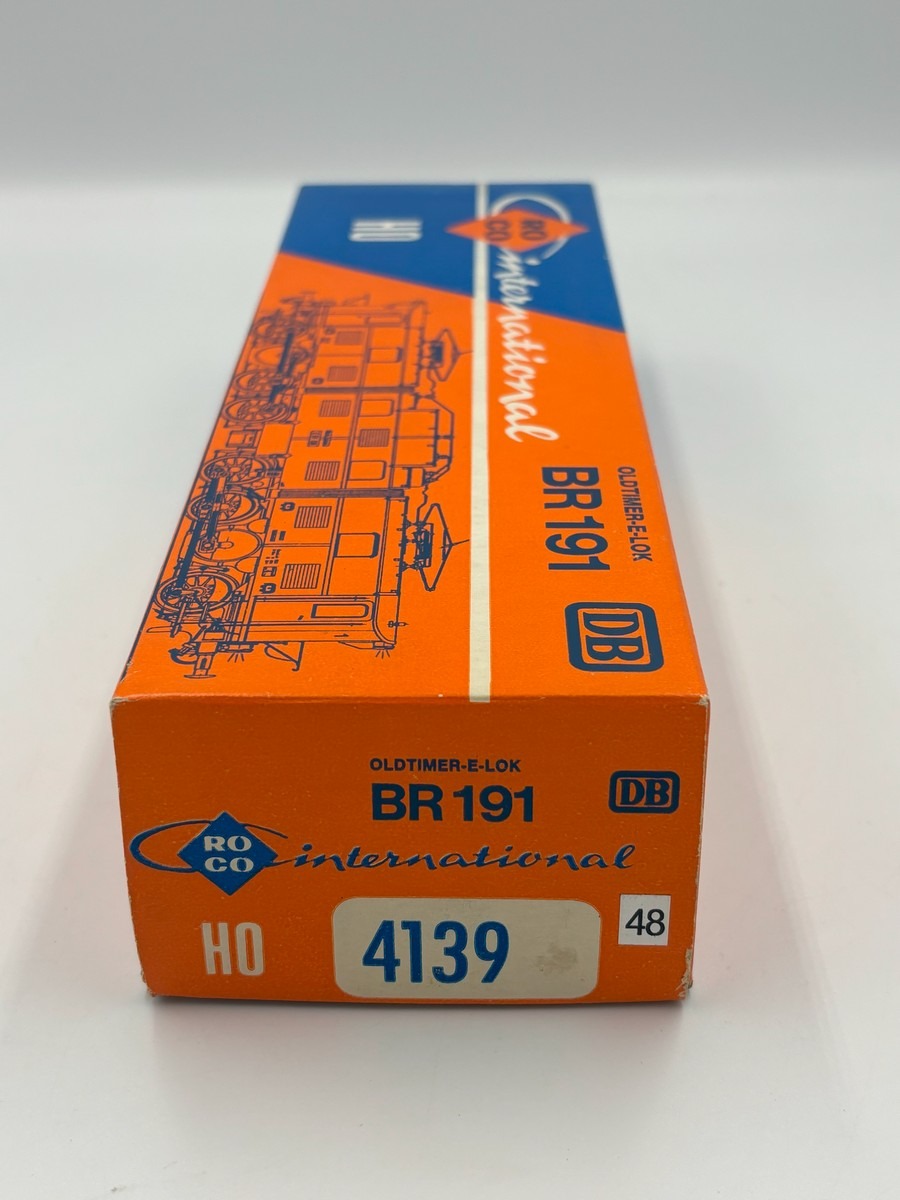 HO
RO
CO
international
OLDTIMER-E-LOK
BR 191
DB
OLDTIMER-E-LOK
BR 191
DB
RO
CO
international
HO
4139
48